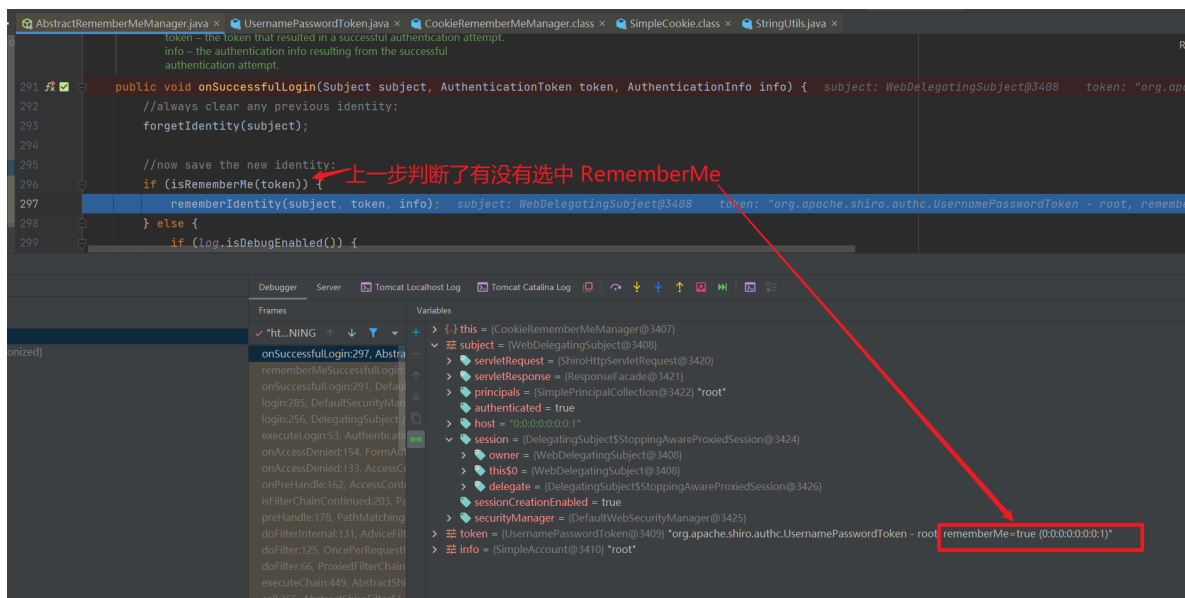 AbstractRememberMeManager.java × UsernamePasswordToken.java × CookieRememberMeManager.class × SimpleCookie.class × StringUtils.java ×
token – the token that resulted in a successful authentication attempt.
info – the authentication info resulting from the successful
authentication attempt.
291 public void onSuccessfulLogin(Subject subject, AuthenticationToken token, AuthenticationInfo info) { subject: WebDelegatingSubject@3408 token: "org.apa
292 //always clear any previous identity:
293 forgetIdentity(subject);
294
295 //now save the new identity:
296 if (isRememberMe(token)) {
上一步判断了有没有选中 RememberMe
297 rememberIdentity(subject, token, info); subject: WebDelegatingSubject@3408 token: "org.apache.shiro.authc.UsernamePasswordToken - root, remembe
298 } else {
299 if (log.isDebugEnabled()) {
Debugger Server Tomcat Localhost Log Tomcat Catalina Log
Frames Variables
"ht...NING
onized]
onSuccessfulLogin:297, Abstra
rememberMeSuccessfulLogin:
onSuccessfulLogin:291, Defau
login:285, DefaultSecurityMan
login:256, DelegatingSubject
executeLogin:53, Authenticati
onAccessDenied:154, FormAut
onAccessDenied:133, AccessCo
onPreHandle:162, AccessContr
isFilterChainContinued:203, Pa
preHandle:178, PathMatching
doFilterInternal:131, AdviceFilt
doFilter:125, OncePerRequestF
doFilter:66, ProxiedFilterChain
executeChain:449, AbstractShi
this = {CookieRememberMeManager@3407}
subject = {WebDelegatingSubject@3408}
servletRequest = {ShiroHttpServletRequest@3420}
servletResponse = {ResponseFacade@3421}
principals = {SimplePrincipalCollection@3422} "root"
authenticated = true
host = "0:0:0:0:0:0:0:1"
session = {DelegatingSubject$StoppingAwareProxiedSession@3424}
owner = {WebDelegatingSubject@3408}
this$0 = {WebDelegatingSubject@3408}
delegate = {DelegatingSubject$StoppingAwareProxiedSession@3426}
sessionCreationEnabled = true
securityManager = {DefaultWebSecurityManager@3425}
token = {UsernamePasswordToken@3409} "org.apache.shiro.authc.UsernamePasswordToken - root, rememberMe=true (0:0:0:0:0:0:0:1)"
info = {SimpleAccount@3410} "root"